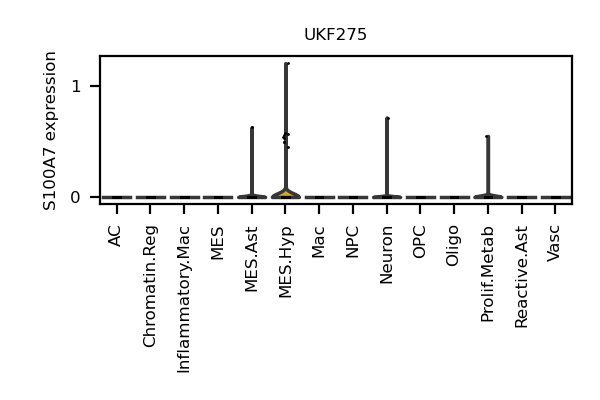 UKF275
S100A7 expression
1
0
AC
Chromatin.Reg
Inflammatory.Mac
MES
MES.Ast
MES.Hyp
Mac
NPC
Neuron
OPC
Oligo
Prolif.Metab
Reactive.Ast
Vasc